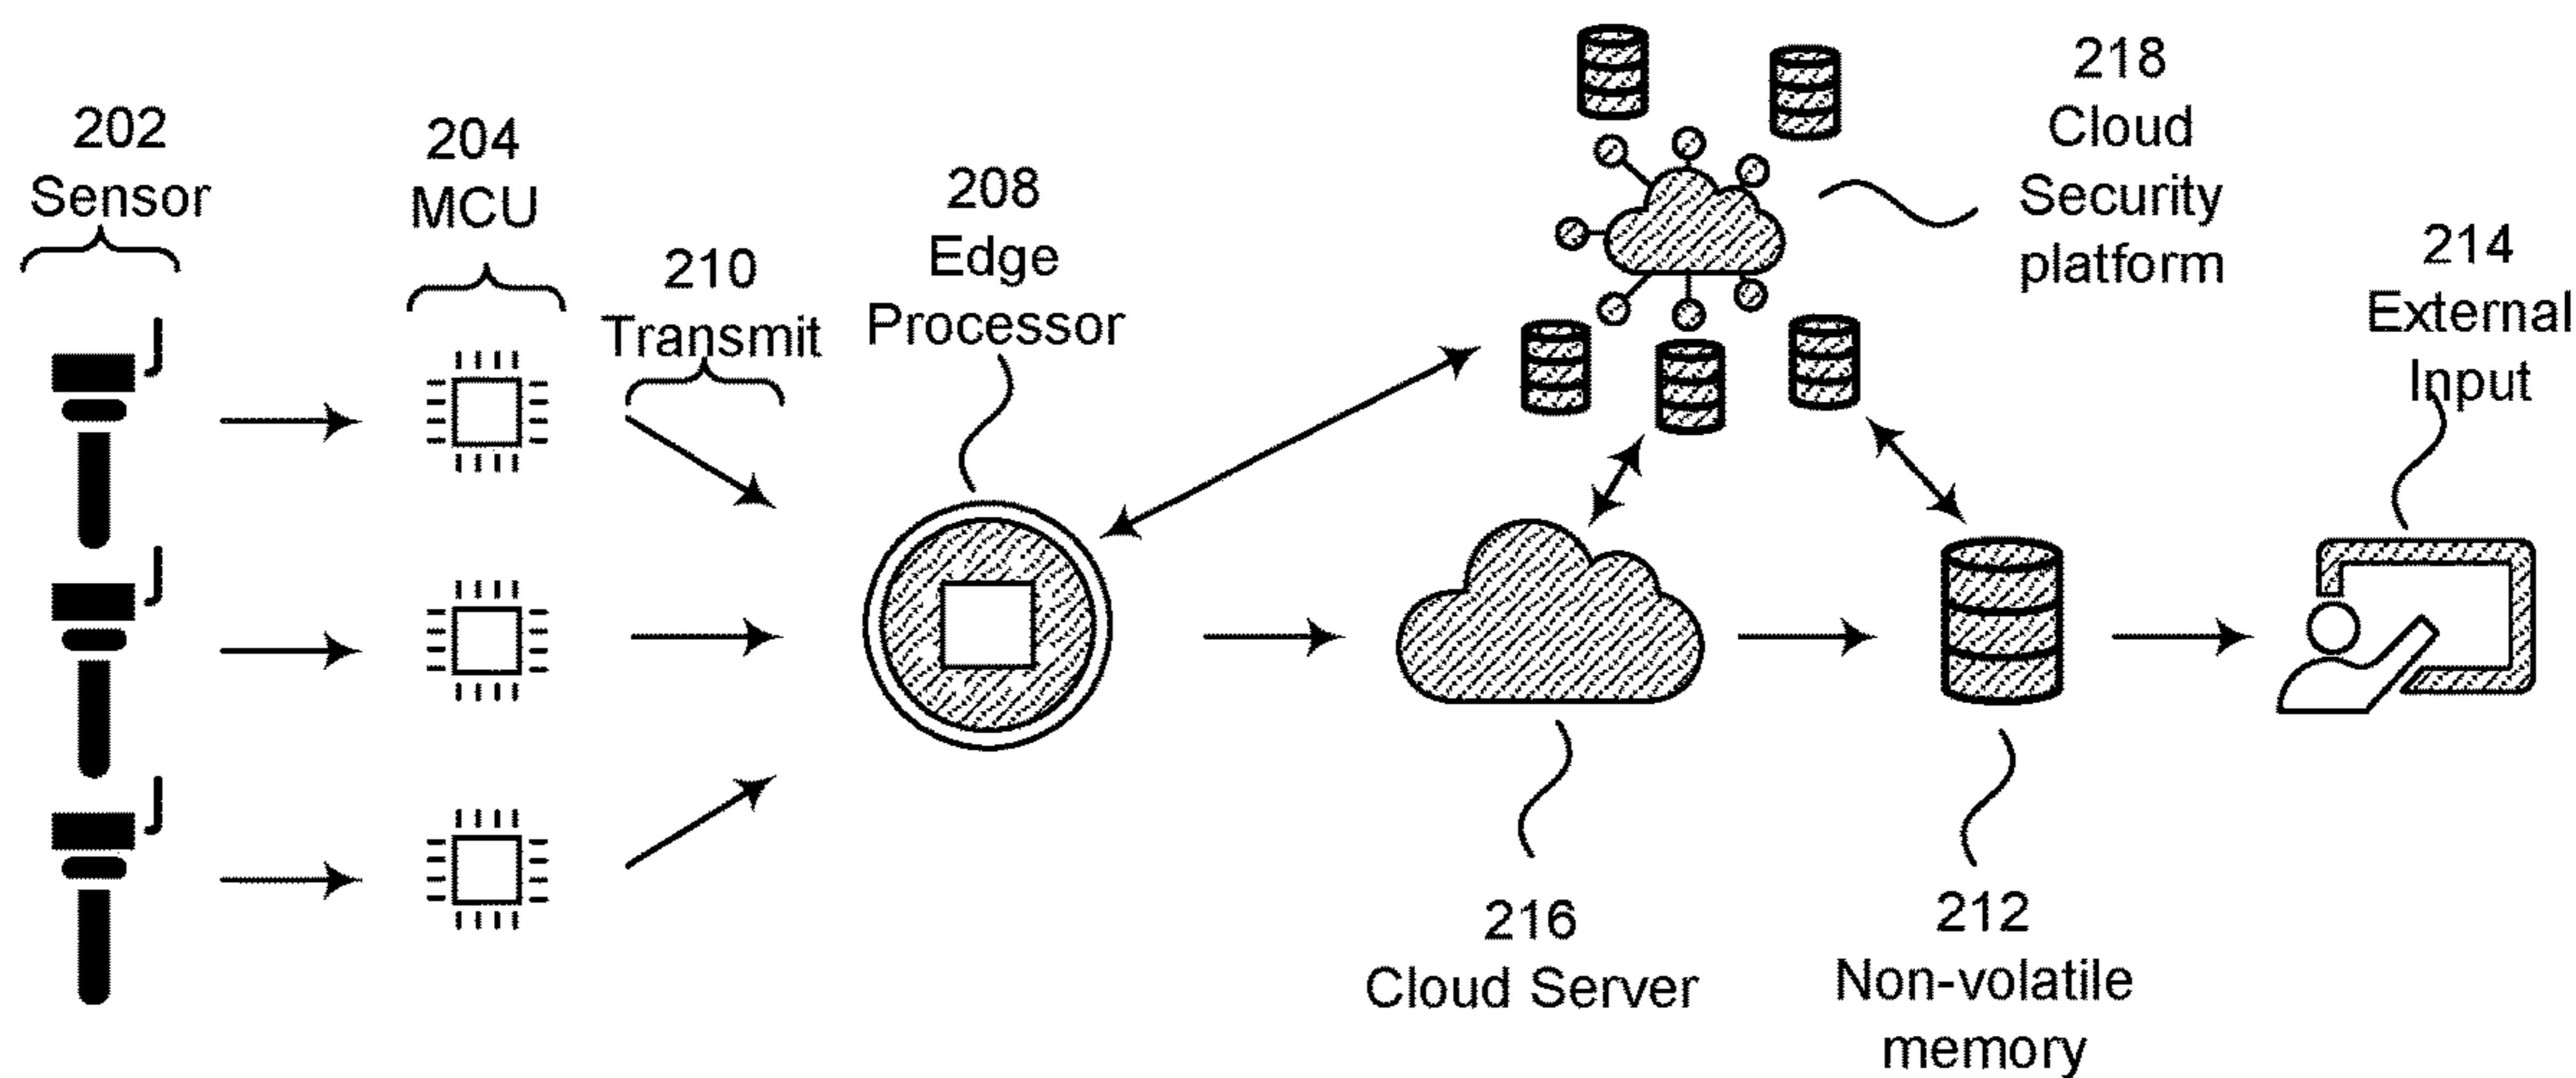 202
Sensor
204
MCU
210
Transmit
208
Edge
Processor
218
Cloud
Security
platform
214
External
Input
216
Cloud Server
212
Non-volatile
memory